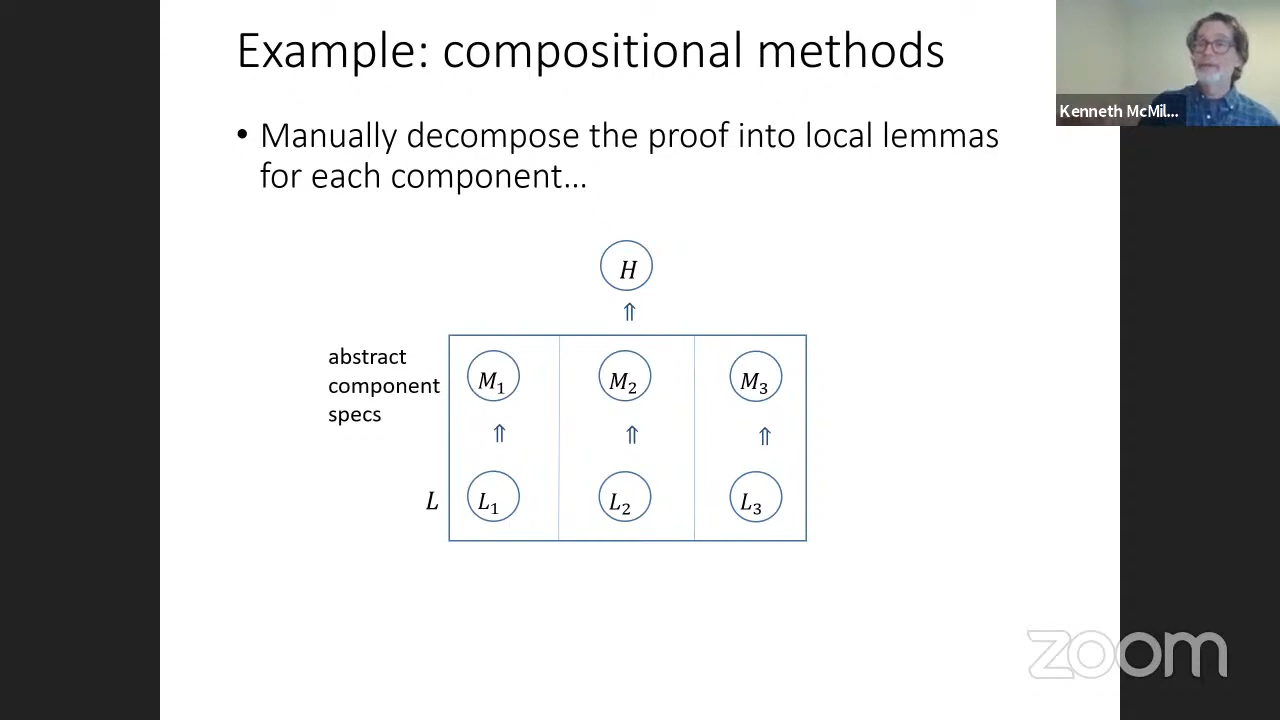 Example: compositional methods
Kenneth McMil...
• Manually decompose the proof into local lemmas
for each component…
H
⇑
abstract
component
specs
M₁ M₂ M₃
⇑ ⇑ ⇑
L L₁ L₂ L₃
zoom